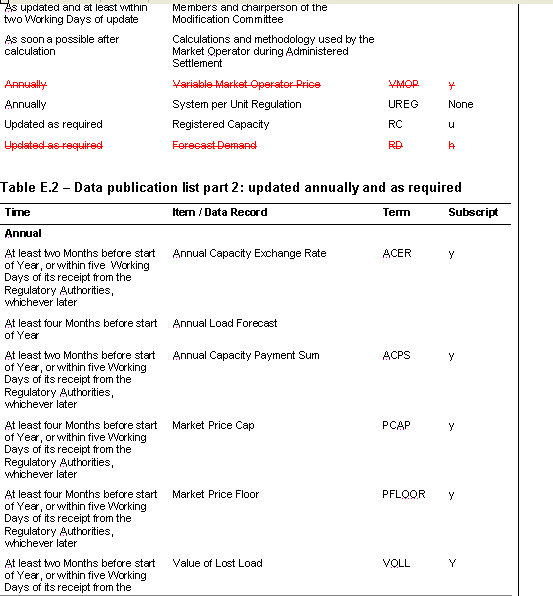 As updated and at least within Members and chairperson of the
two Working Days of update Modification Committee
As soon a possible after Calculations and methodology used by the
calculation Market Operator during Administered
Settlement
Annually Variable Market Operator Price VMOP y
Annually System per Unit Regulation UREG None
Updated as required Registered Capacity RC u
Updated as required Forecast Demand RD h
Table E.2 – Data publication list part 2: updated annually and as required
Time Item / Data Record Term Subscript
Annual
At least two Months before start Annual Capacity Exchange Rate ACER y
of Year, or within five Working
Days of its receipt from the
Regulatory Authorities,
whichever later
At least four Months before start Annual Load Forecast
of Year
At least two Months before start Annual Capacity Payment Sum ACPS y
of Year, or within five Working
Days of its receipt from the
Regulatory Authorities,
whichever later
At least four Months before start Market Price Cap PCAP y
of Year, or within five Working
Days of its receipt from the
Regulatory Authorities,
whichever later
At least four Months before start Market Price Floor PFLOOR y
of Year, or within five Working
Days of its receipt from the
Regulatory Authorities,
whichever later
At least two Months before start Value of Lost Load VOLL Y
of Year, or within five Working
Days of its receipt from the